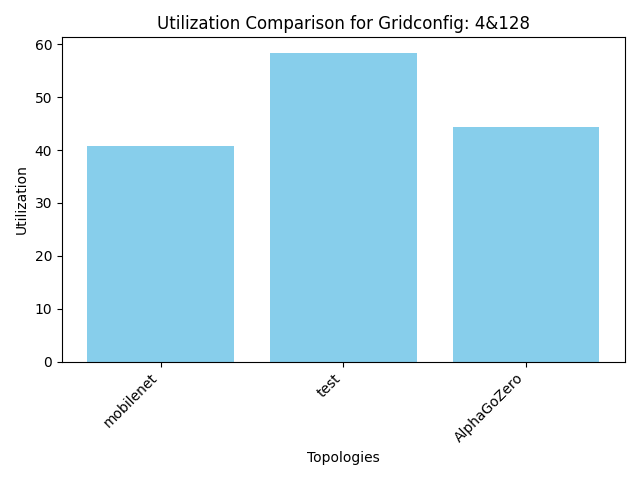 Utilization Comparison for Gridconfig: 4&128
60
50
40
30
20
10
0
Utilization
mobilenet
test
AlphaGoZero
Topologies